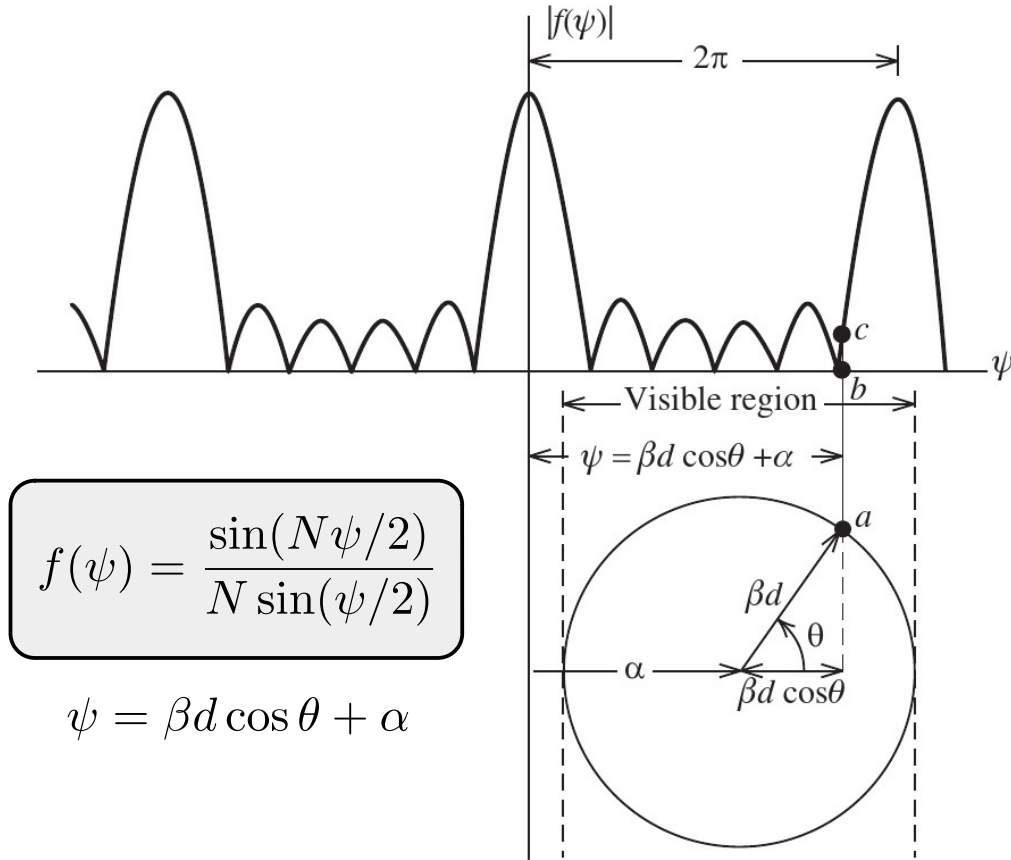 |f(ψ)|
2π
c
ψ
b
Visible region
ψ = βd cosθ + α
a
f(ψ) = sin(Nψ/2) / N sin(ψ/2)
βd
θ
α
βd cosθ
ψ = βd cos θ + α